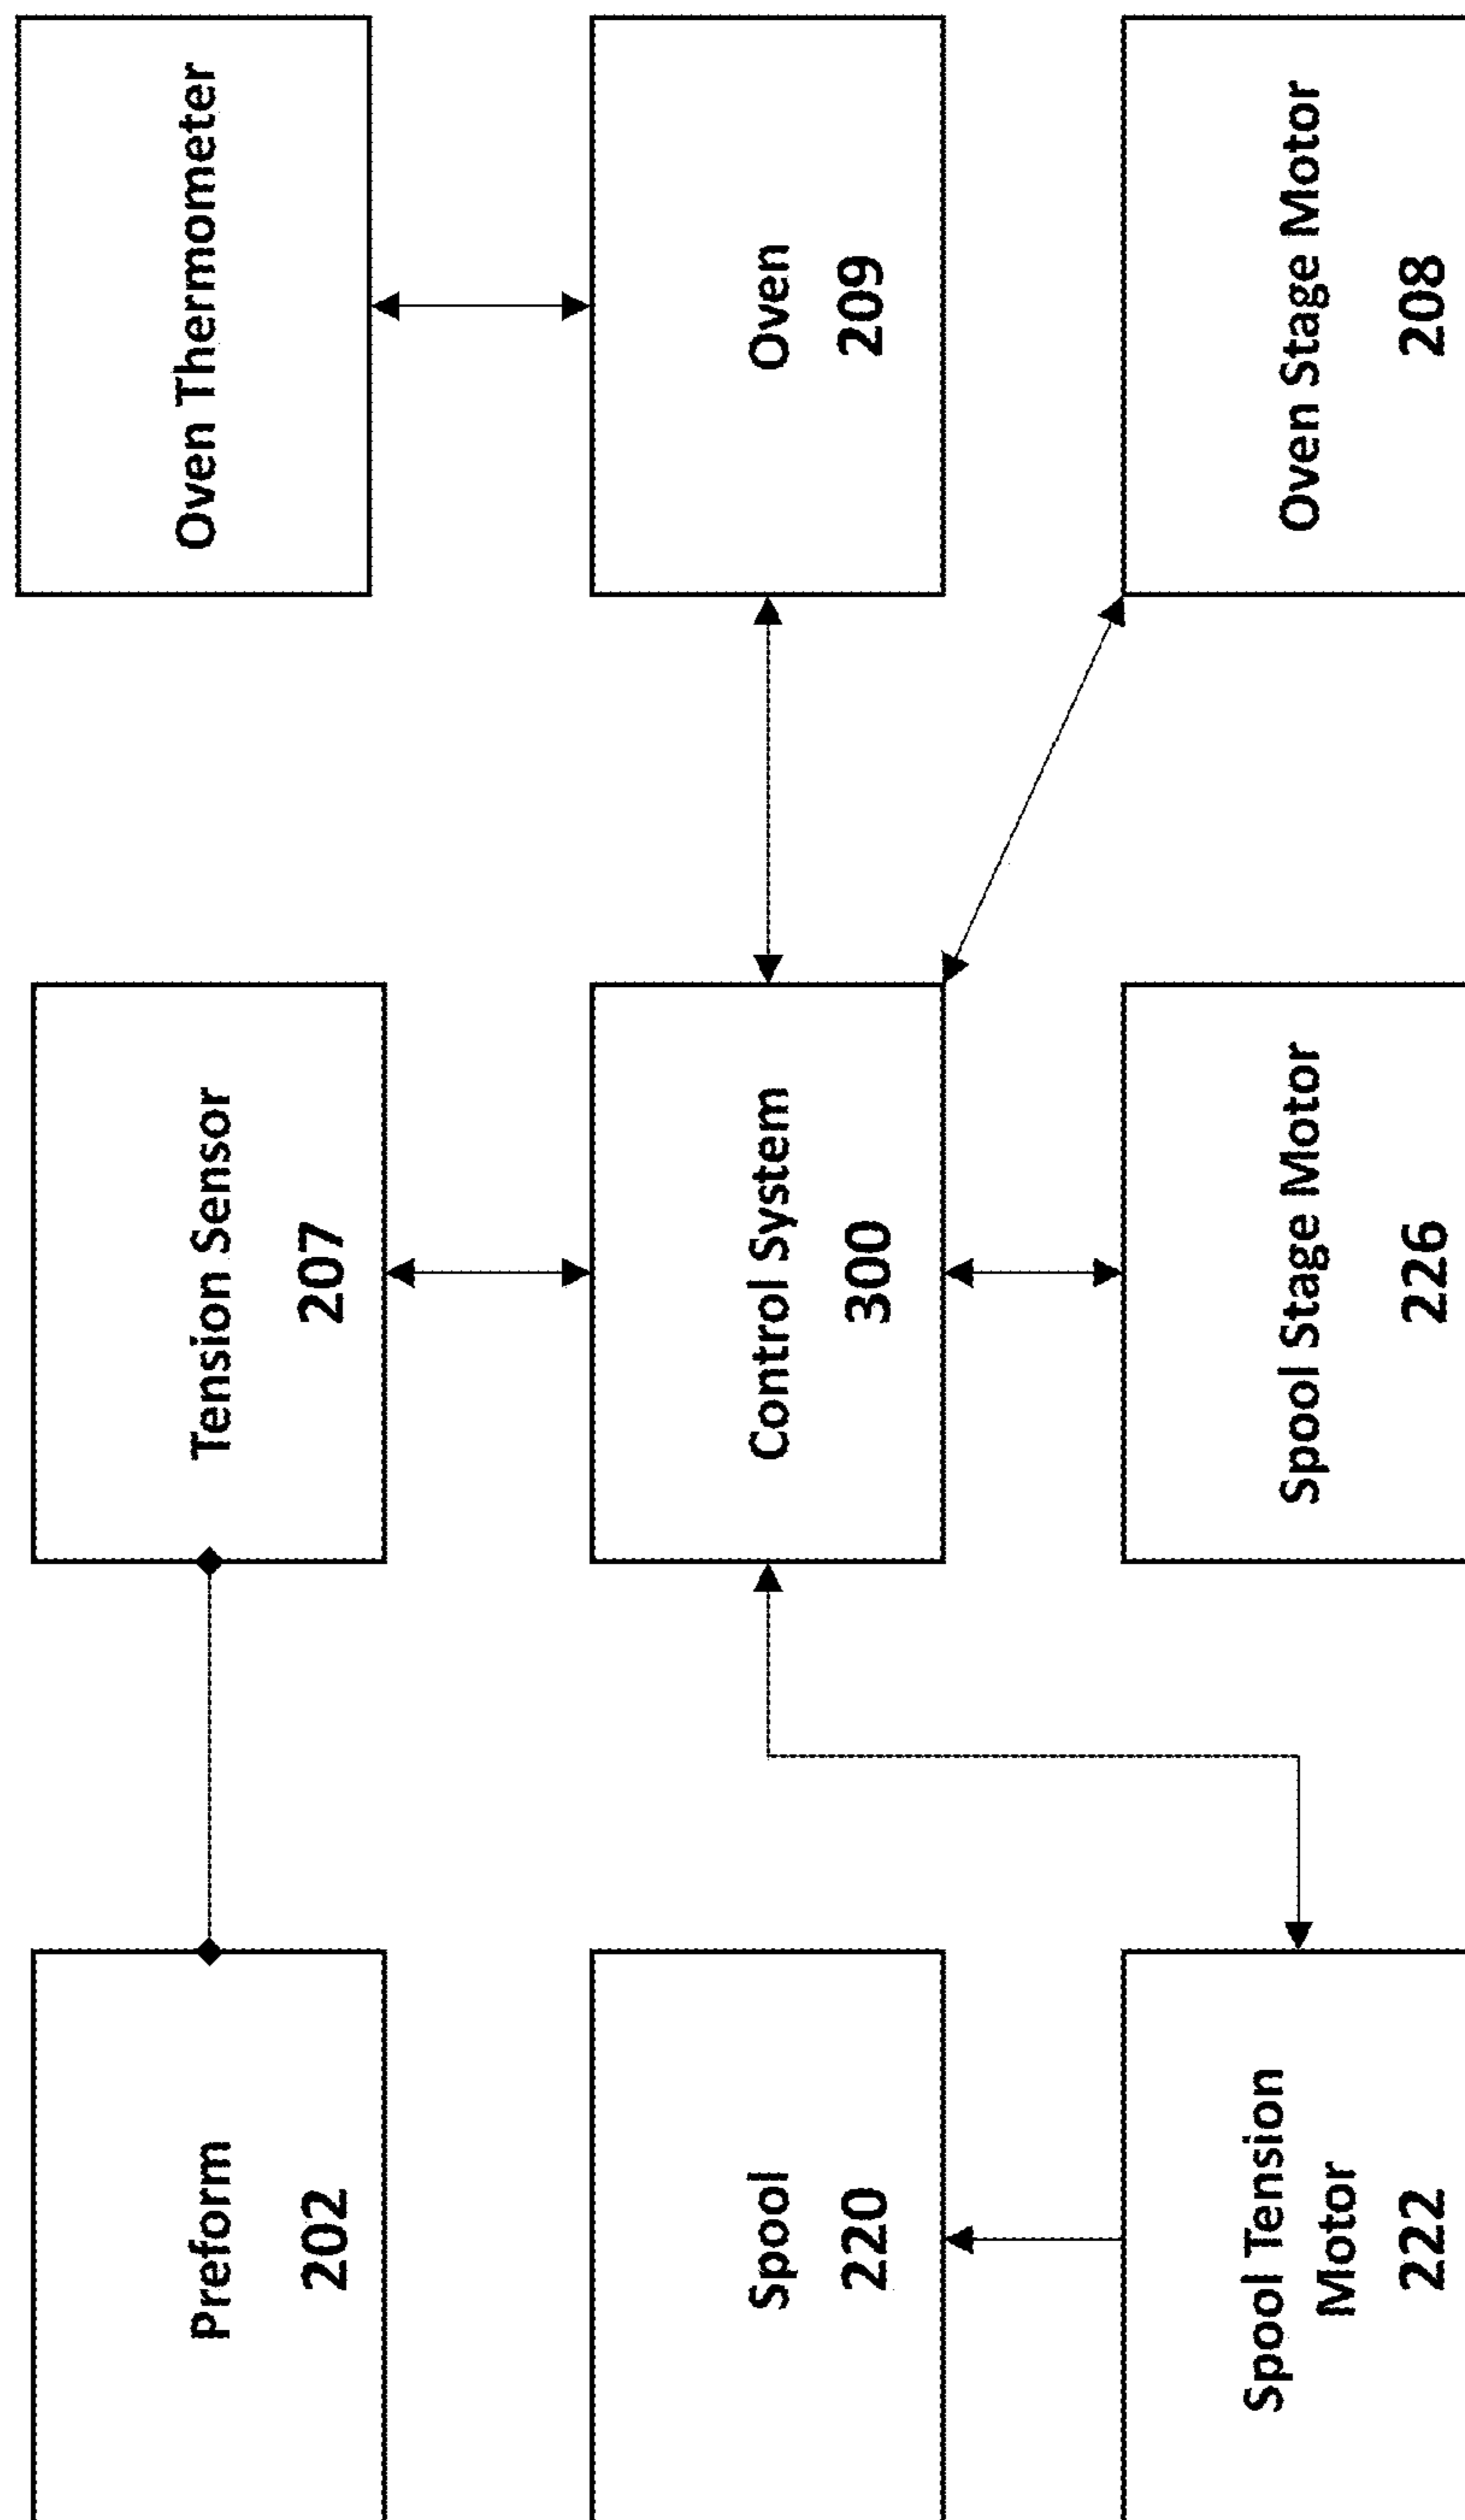 Preform
202
Tension Sensor
207
Oven Thermometer
Spool
220
Control System
300
Oven
209
Spool Tension
Motor
222
Spool Stage Motor
226
Oven Stage Motor
208